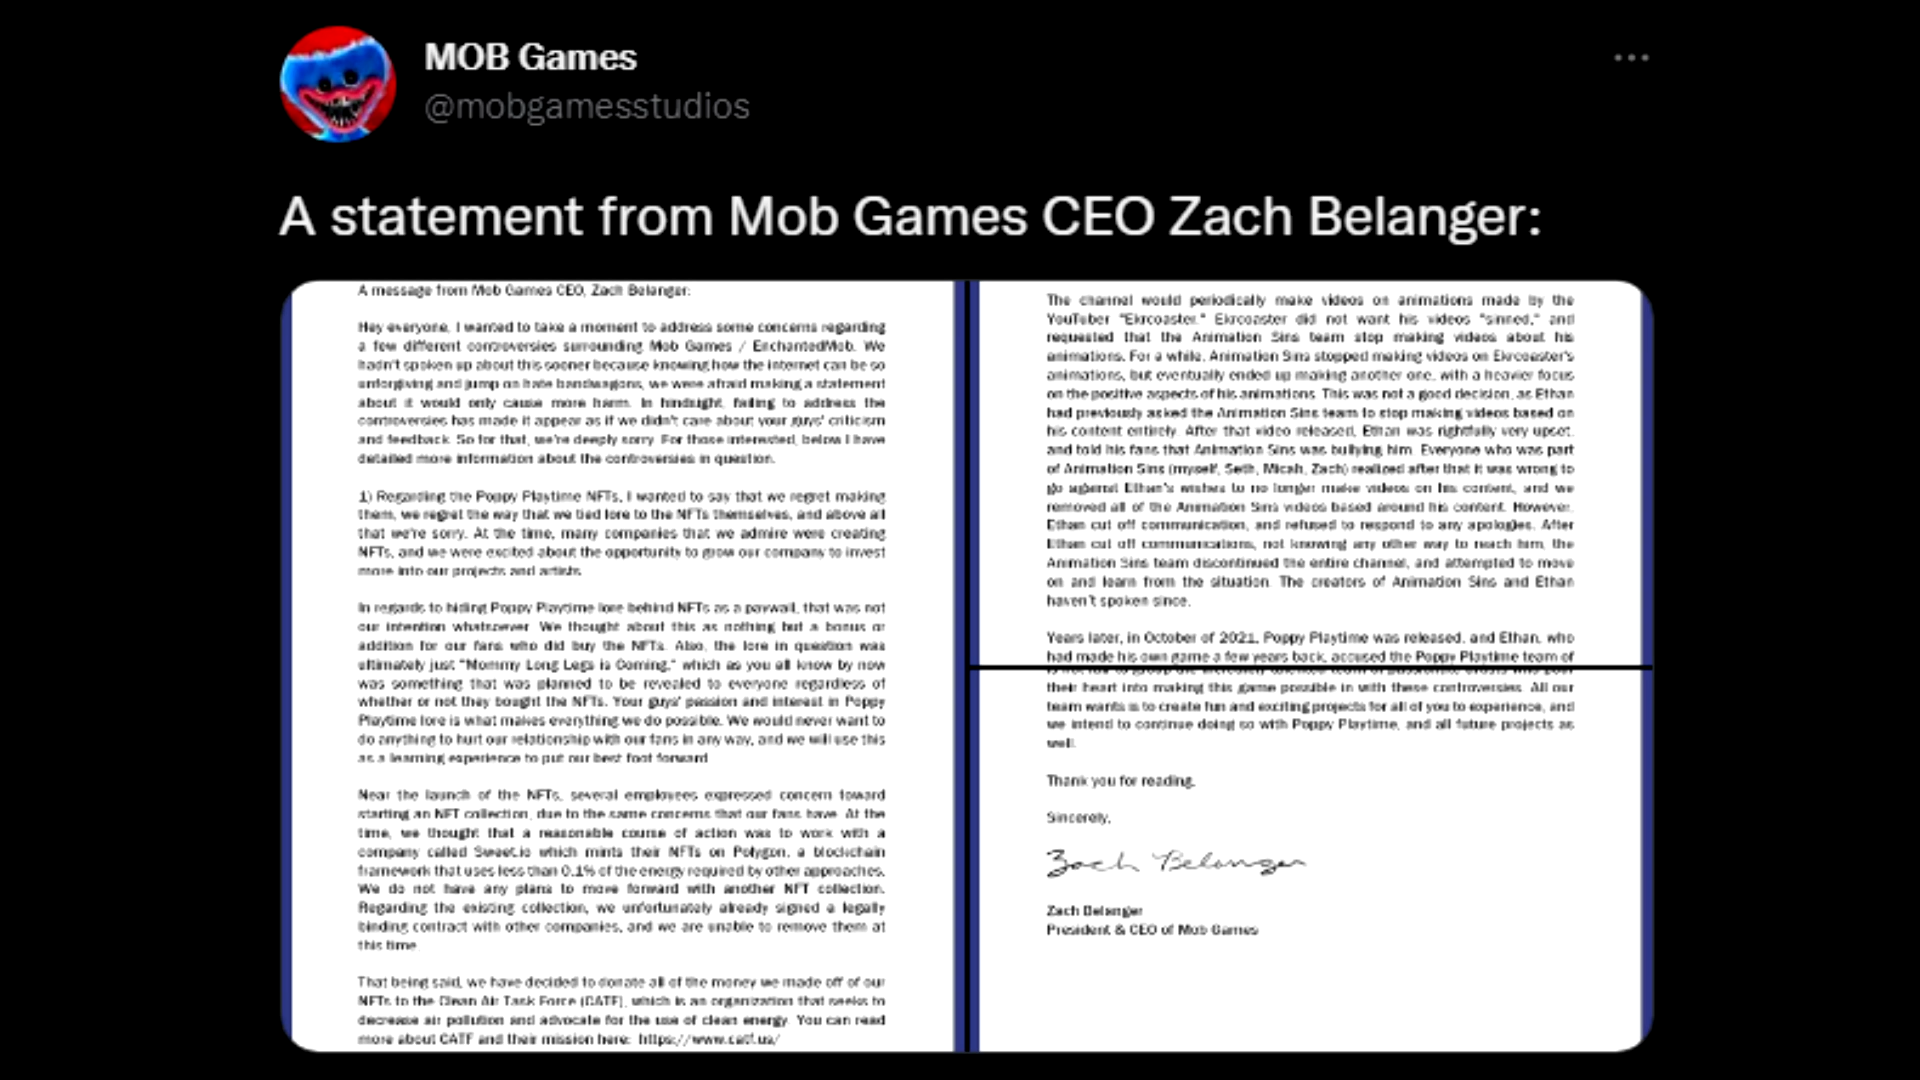 MOB Games
@mobgamesstudios
A statement from Mob Games CEO Zach Belanger:
A message from Mob Games CEO, Zach Belanger:
Hey everyone, I wanted to take a moment to address some concerns regarding
a few different controversies surrounding Mob Games / EnchantedMob. We
hadn't spoken up about this sooner because knowing how the internet can be so
unforgiving and jump on hate bandwagons, we were afraid making a statement
about it would only cause more harm. In hindsight, failing to address the
controversies has made it appear as if we didn't care about your guys' criticism
and feedback. So for that, we're deeply sorry. For those interested, below I have
detailed more information about the controversies in question.
1) Regarding the Poppy Playtime NFTs, I wanted to say that we regret making
them, we regret the way that we tied lore to the NFTs themselves, and above all
that we're sorry. At the time, many companies that we admire were creating
NFTs, and we were excited about the opportunity to grow our company to invest
more into our projects and artists.
In regards to hiding Poppy Playtime lore behind NFTs as a paywall, that was not
our intention whatsoever. We thought about this as nothing but a bonus or
addition for our fans who did buy the NFTs. Also, the lore in question was
ultimately just "Mommy Long Legs is Coming," which as you all know by now
was something that was planned to be revealed to everyone regardless of
whether or not they bought the NFTs. Your guys' passion and interest in Poppy
Playtime lore is what makes everything we do possible. We would never want to
do anything to hurt our relationship with our fans in any way, and we will use this
as a learning experience to put our best foot forward.
Near the launch of the NFTs, several employees expressed concern toward
starting an NFT collection, due to the same concerns that our fans have. At the
time, we thought that a reasonable course of action was to work with a
company called Sweet.io which mints their NFTs on Polygon, a blockchain
framework that uses less than 0.1% of the energy required by other approaches.
We do not have any plans to move forward with another NFT collection.
Regarding the existing collection, we unfortunately already signed a legally
binding contract with other companies, and we are unable to remove them at
this time.
That being said, we have decided to donate all of the money we made off of our
NFTs to the Clean Air Task Force (CATF), which is an organization that seeks to
decrease air pollution and advocate for the use of clean energy. You can read
more about CATF and their mission here: https://www.catf.us/
The channel would periodically make videos on animations made by the
YouTuber "Ekrcoaster." Ekrcoaster did not want his videos "sinned," and
requested that the Animation Sins team stop making videos about his
animations. For a while, Animation Sins stopped making videos on Ekrcoaster's
animations, but eventually ended up making another one, with a heavier focus
on the positive aspects of his animations. This was not a good decision, as Ethan
had previously asked the Animation Sins team to stop making videos based on
his content entirely. After that video released, Ethan was rightfully very upset,
and told his fans that Animation Sins was bullying him. Everyone who was part
of Animation Sins (myself, Seth, Micah, Zach) realized after that it was wrong to
go against Ethan's wishes to no longer make videos on his content, and we
removed all of the Animation Sins videos based around his content. However,
Ethan cut off communication, and refused to respond to any apologies. After
Ethan cut off communications, not knowing any other way to reach him, the
Animation Sins team discontinued the entire channel, and attempted to move
on and learn from the situation. The creators of Animation Sins and Ethan
haven't spoken since.
Years later, in October of 2021, Poppy Playtime was released, and Ethan, who
had made his own game a few years back, accused the Poppy Playtime team of
their heart into making this game possible in with these controversies. All our
team wants is to create fun and exciting projects for all of you to experience, and
we intend to continue doing so with Poppy Playtime, and all future projects as
well.
Thank you for reading.
Sincerely,
Zach Belanger
Zach Belanger
President & CEO of Mob Games